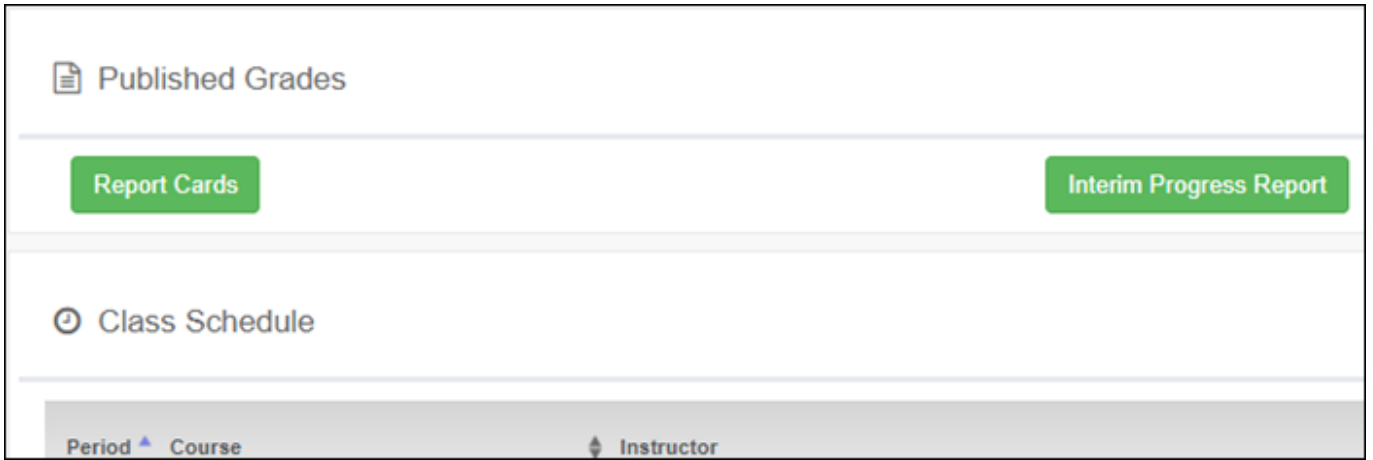 Published Grades
Report Cards Interim Progress Report
Class Schedule
Period Course Instructor